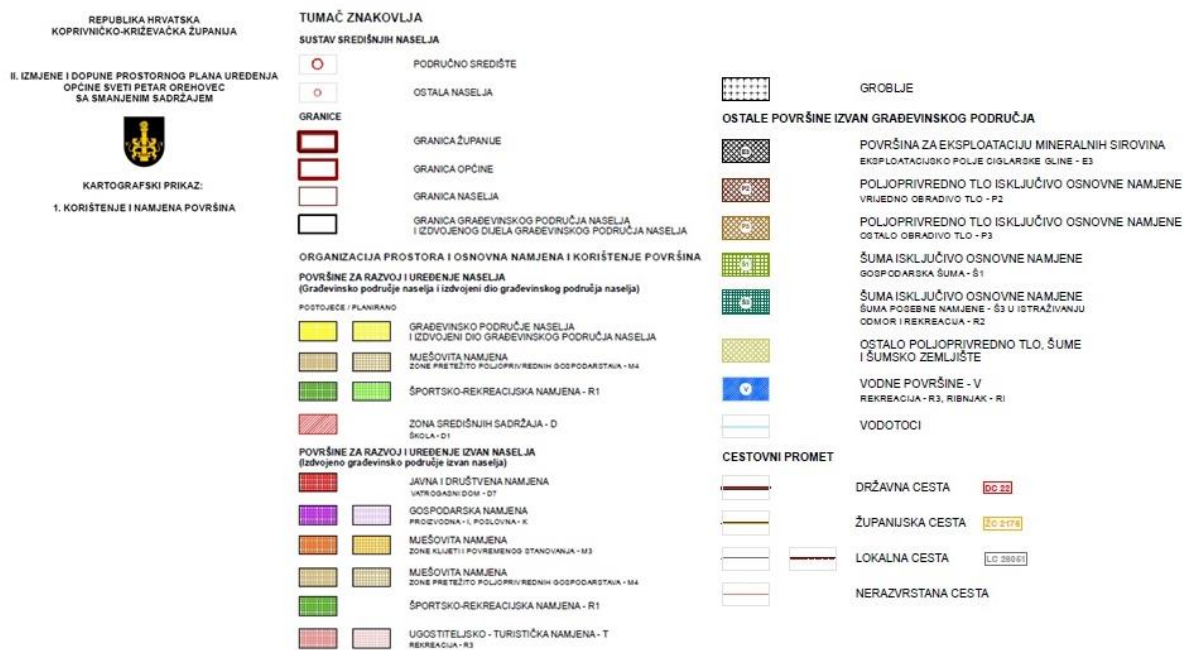 REPUBLIKA HRVATSKA
KOPRIVNIČKO-KRIŽEVAČKA ŽUPANIJA
II. IZMJENE I DOPUNE PROSTORNOG PLANA UREĐENJA
OPĆINE SVETI PETAR OREHOVEC
SA SMANJENIM SADRŽAJEM
KARTOGRAFSKI PRIKAZ:
1. KORIŠTENJE I NAMJENA POVRŠINA
TUMAČ ZNAKOVLJA
SUSTAV SREDIŠNJIH NASELJA
PODRUČNO SREDIŠTE
OSTALA NASELJA
GRANICE
GRANICA ŽUPANIJE
GRANICA OPĆINE
GRANICA NASELJA
GRANICA GRAĐEVINSKOG PODRUČJA NASELJA
I IZDVOJENOG DIJELA GRAĐEVINSKOG PODRUČJA NASELJA
ORGANIZACIJA PROSTORA I OSNOVNA NAMJENA I KORIŠTENJE POVRŠINA
POVRŠINE ZA RAZVOJ I UREĐENJE NASELJA
(Građevinsko područje naselja i izdvojeni dio građevinskog područja naselja)
POSTOJEĆE / PLANIRANO
GRAĐEVINSKO PODRUČJE NASELJA
I IZDVOJENI DIO GRAĐEVINSKOG PODRUČJA NASELJA
MJEŠOVITA NAMJENA
ZONE PRETEŽITO POLJOPRIVREDNIH GOSPODARSTAVA - M4
ŠPORTSKO-REKREACIJSKA NAMJENA - R1
ZONA SREDIŠNJIH SADRŽAJA - D
ŠKOLA - D1
POVRŠINE ZA RAZVOJ I UREĐENJE IZVAN NASELJA
(Izdvojeno građevinsko područje izvan naselja)
JAVNA I DRUŠTVENA NAMJENA
VATROGASNI DOM - D7
GOSPODARSKA NAMJENA
PROIZVODNA - I, POSLOVNA - K
MJEŠOVITA NAMJENA
ZONE KLIJETI I POVREMENOG STANOVANJA - M3
MJEŠOVITA NAMJENA
ZONE PRETEŽITO POLJOPRIVREDNIH GOSPODARSTAVA - M4
ŠPORTSKO-REKREACIJSKA NAMJENA - R1
UGOSTITELJSKO - TURISTIČKA NAMJENA - T
REKREACIJA - R3
GROBLJE
OSTALE POVRŠINE IZVAN GRAĐEVINSKOG PODRUČJA
E3
POVRŠINA ZA EKSPLOATACIJU MINERALNIH SIROVINA
EKSPLOATACIJSKO POLJE CIGLARSKE GLINE - E3
P2
POLJOPRIVREDNO TLO ISKLJUČIVO OSNOVNE NAMJENE
VRIJEDNO OBRADIVO TLO - P2
P3
POLJOPRIVREDNO TLO ISKLJUČIVO OSNOVNE NAMJENE
OSTALO OBRADIVO TLO - P3
Š1
ŠUMA ISKLJUČIVO OSNOVNE NAMJENE
GOSPODARSKA ŠUMA - Š1
Š3
ŠUMA ISKLJUČIVO OSNOVNE NAMJENE
ŠUMA POSEBNE NAMJENE - Š3 U ISTRAŽIVANJU
ODMOR I REKREACIJA - R2
OSTALO POLJOPRIVREDNO TLO, ŠUME
I ŠUMSKO ZEMLJIŠTE
V
VODNE POVRŠINE - V
REKREACIJA - R3, RIBNJAK - RI
VODOTOCI
CESTOVNI PROMET
DRŽAVNA CESTA DC 22
ŽUPANIJSKA CESTA ŽC 2176
LOKALNA CESTA LC 26051
NERAZVRSTANA CESTA